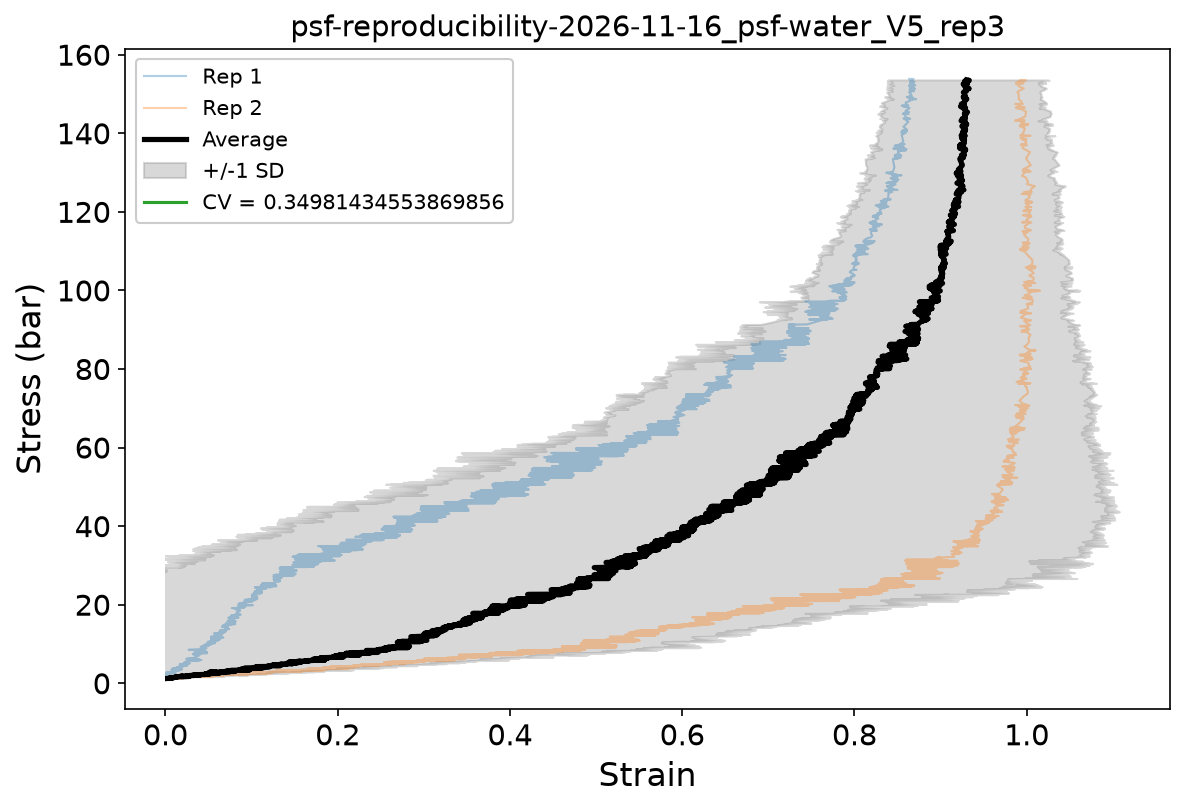 psf-reproducibility-2026-11-16_psf-water_V5_rep3
Stress (bar)
160
140
120
100
80
60
40
20
0
Rep 1
Rep 2
Average
+/-1 SD
CV = 0.34981434553869856
0.0 0.2 0.4 0.6 0.8 1.0
Strain